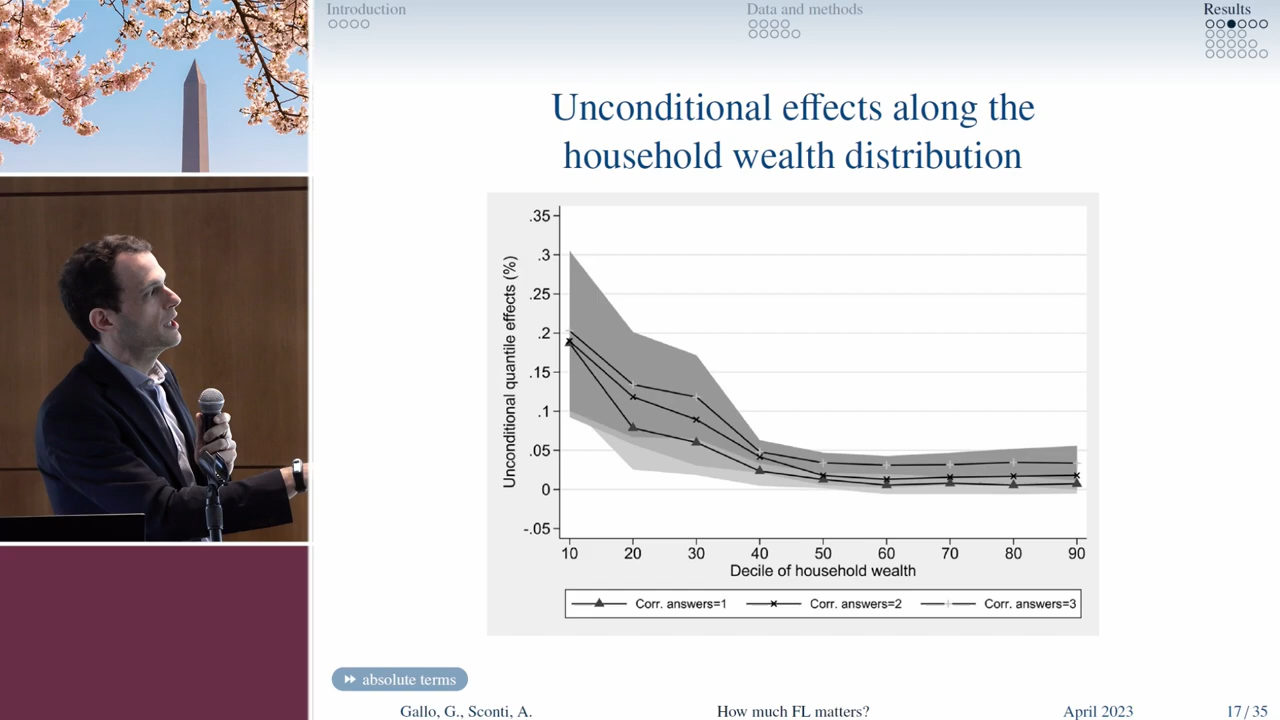 Introduction
Data and methods
Results
Unconditional effects along the
household wealth distribution
Unconditional quantile effects (%)
.35
.3
.25
.2
.15
.1
.05
0
-.05
10 20 30 40 50 60 70 80 90
Decile of household wealth
Corr. answers=1 Corr. answers=2 Corr. answers=3
absolute terms
Gallo, G., Sconti, A. How much FL matters? April 2023 17 / 35